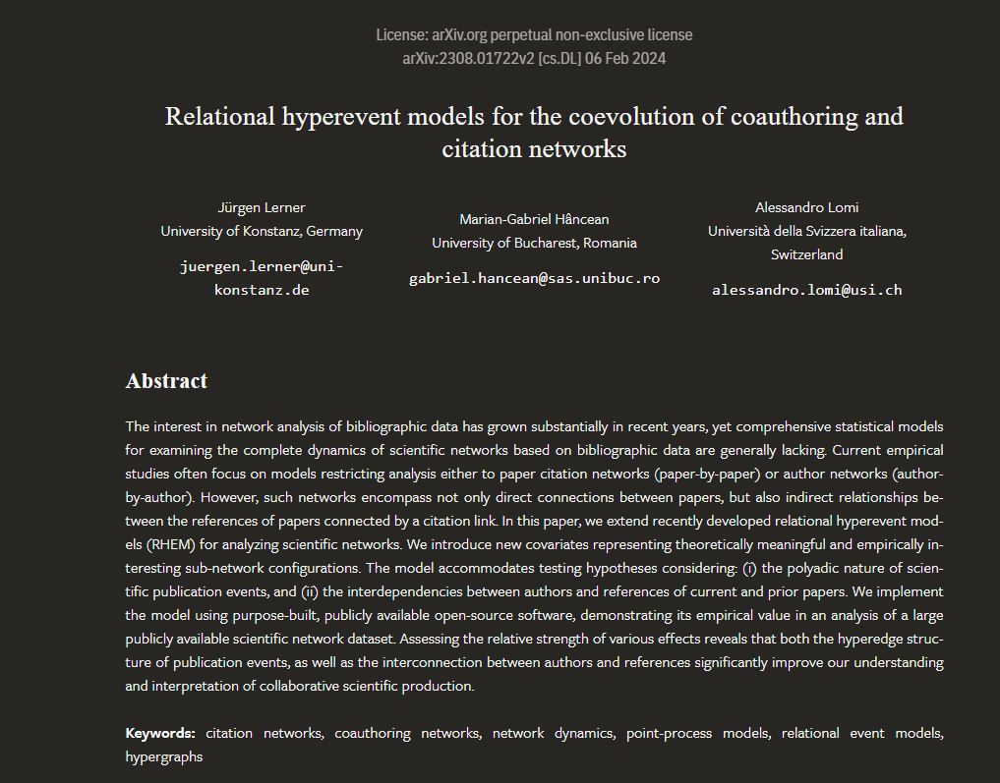 License: arXiv.org perpetual non-exclusive license
arXiv:2308.01722v2 [cs.DL] 06 Feb 2024
Relational hyperevent models for the coevolution of coauthoring and
citation networks
Jürgen Lerner
University of Konstanz, Germany
juergen.lerner@uni-
konstanz.de
Marian-Gabriel Hâncean
University of Bucharest, Romania
gabriel.hancean@sas.unibuc.ro
Alessandro Lomi
Università della Svizzera italiana,
Switzerland
alessandro.lomi@usi.ch
Abstract
The interest in network analysis of bibliographic data has grown substantially in recent years, yet comprehensive statistical models
for examining the complete dynamics of scientific networks based on bibliographic data are generally lacking. Current empirical
studies often focus on models restricting analysis either to paper citation networks (paper-by-paper) or author networks (author-
by-author). However, such networks encompass not only direct connections between papers, but also indirect relationships be-
tween the references of papers connected by a citation link. In this paper, we extend recently developed relational hyperevent mod-
els (RHEM) for analyzing scientific networks. We introduce new covariates representing theoretically meaningful and empirically in-
teresting sub-network configurations. The model accommodates testing hypotheses considering: (i) the polyadic nature of scien-
tific publication events, and (ii) the interdependencies between authors and references of current and prior papers. We implement
the model using purpose-built, publicly available open-source software, demonstrating its empirical value in an analysis of a large
publicly available scientific network dataset. Assessing the relative strength of various effects reveals that both the hyperedge struc-
ture of publication events, as well as the interconnection between authors and references significantly improve our understanding
and interpretation of collaborative scientific production.
Keywords: citation networks, coauthoring networks, network dynamics, point-process models, relational event models,
hypergraphs